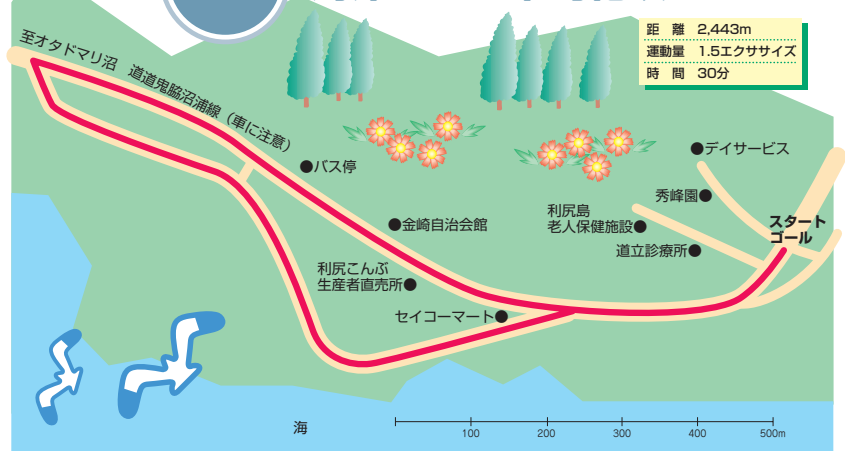 距 離 2,443m
運動量 1.5エクササイズ
時 間 30分
至オタドマリ沼 道道鬼脇沼浦線(車に注意)
●バス停
●デイサービス
秀峰園●
利尻島
老人保健施設●
スタート
ゴール
●金崎自治会館
道立診療所●
利尻こんぶ
生産者直売所●
セイコーマート●
海
100 200 300 400 500m